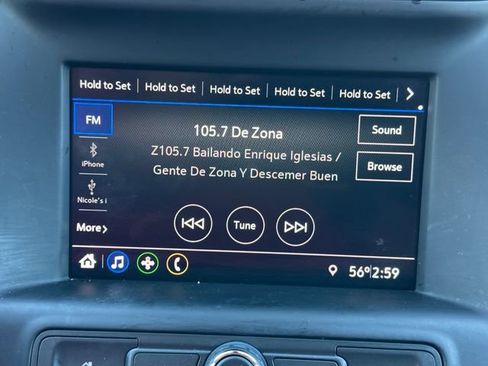 Hold to Set Hold to Set Hold to Set Hold to Set Hold to Set
FM
105.7 De Zona
Sound
iPhone
Z105.7 Bailando Enrique Iglesias /
Gente De Zona Y Descemer Buen
Browse
Nicole's i
More
Tune
56° 2:59